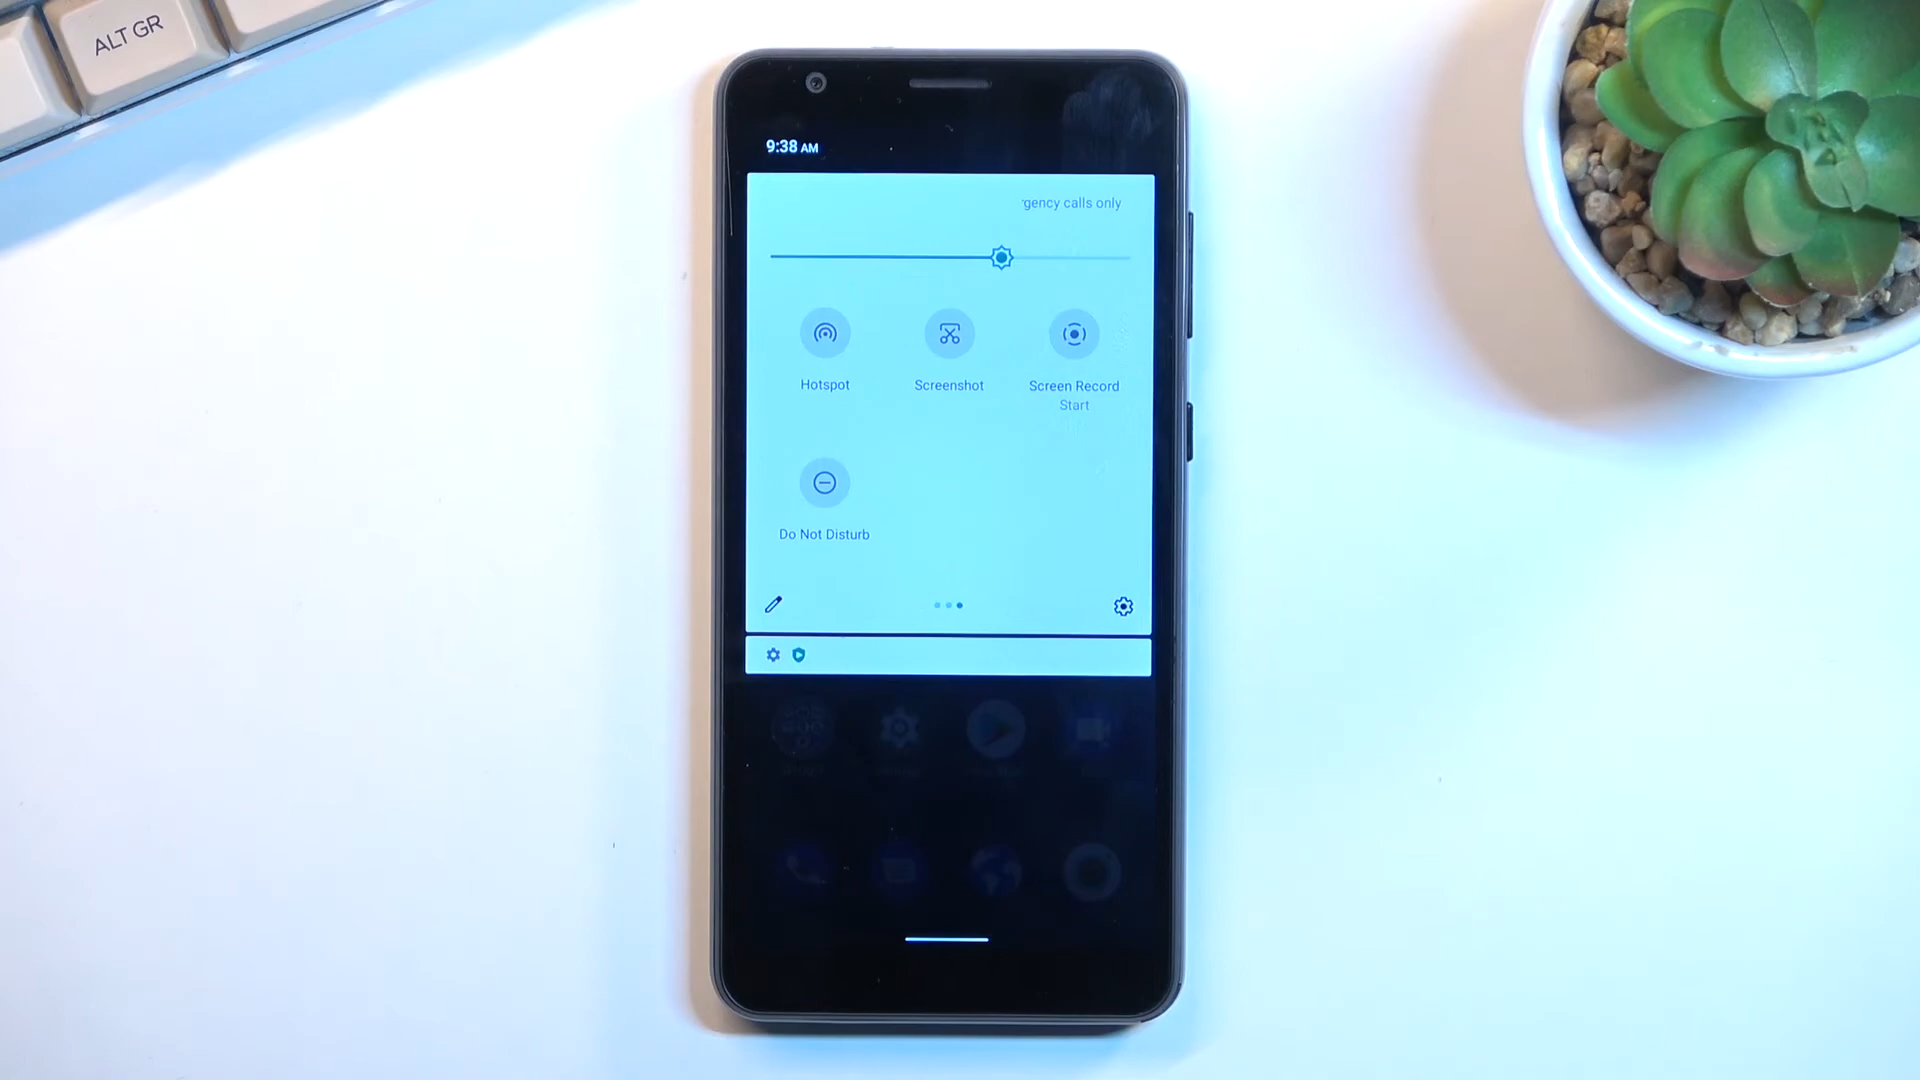 ALT GR
9:38 AM
gency calls only
Hotspot
Screenshot
Screen Record
Start
Do Not Disturb